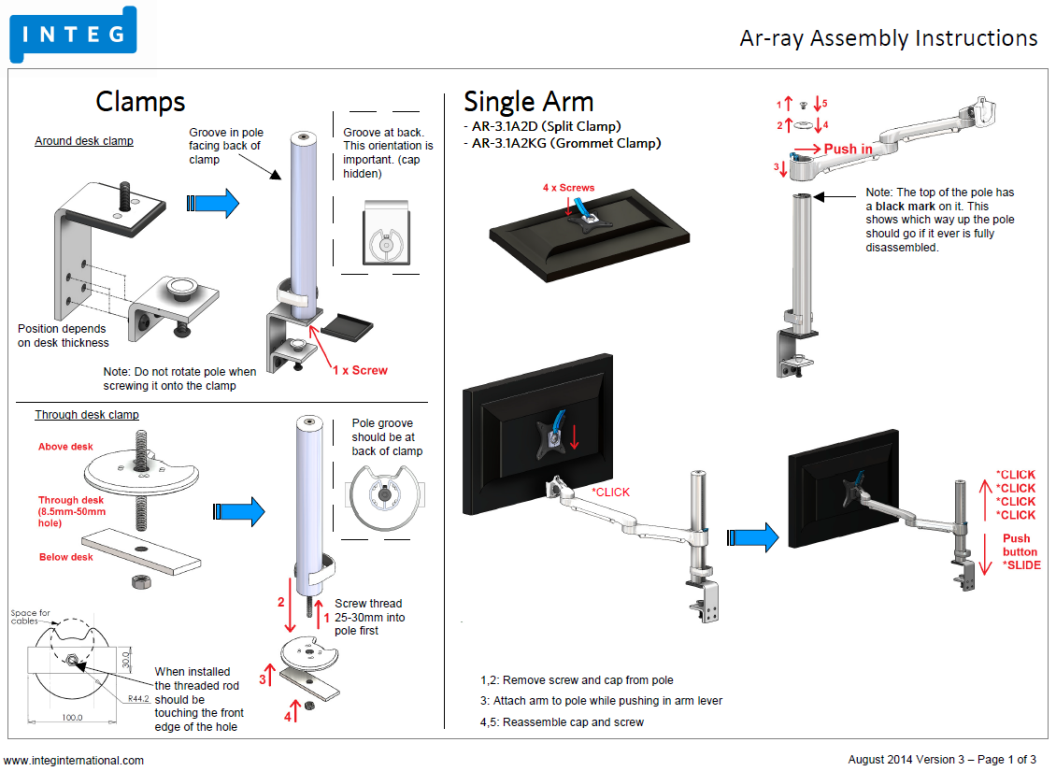 INTEG
Ar-ray Assembly Instructions
Clamps
Around desk clamp
Groove in pole
facing back of
clamp
Groove at back.
This orientation is
important. (cap
hidden)
Position depends
on desk thickness
1 x Screw
Note: Do not rotate pole when
screwing it onto the clamp
Through desk clamp
Above desk
Through desk
(8.5mm-50mm
hole)
Below desk
Pole groove
should be at
back of clamp
2
1
Screw thread
25-30mm into
pole first
3
4
Space for
cables
30.0
R44.2
100.0
When installed
the threaded rod
should be
touching the front
edge of the hole
Single Arm
- AR-3.1A2D (Split Clamp)
- AR-3.1A2KG (Grommet Clamp)
4 x Screws
1
5
2
4
Push in
3
Note: The top of the pole has
a black mark on it. This
shows which way up the pole
should go if it ever is fully
disassembled.
*CLICK
*CLICK
*CLICK
*CLICK
*CLICK
Push
button
*SLIDE
1,2: Remove screw and cap from pole
3: Attach arm to pole while pushing in arm lever
4,5: Reassemble cap and screw
www.integinternational.com
August 2014 Version 3 – Page 1 of 3